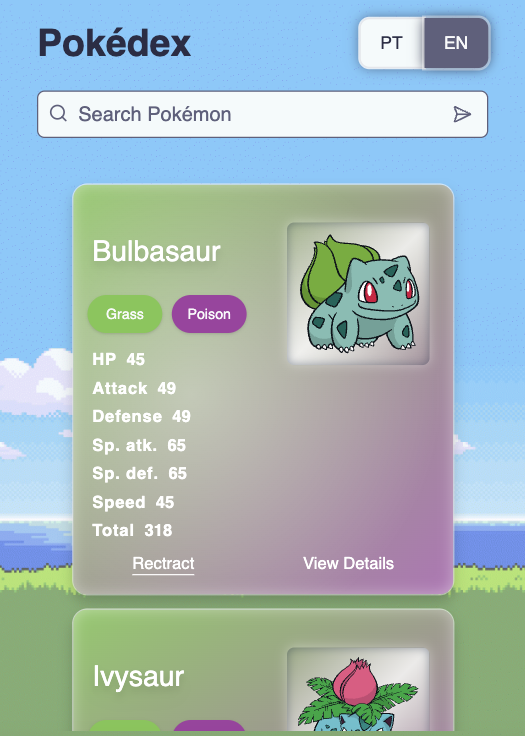 Pokédex
PT EN
Search Pokémon
Bulbasaur
Grass Poison
HP 45
Attack 49
Defense 49
Sp. atk. 65
Sp. def. 65
Speed 45
Total 318
Rectract View Details
Ivysaur